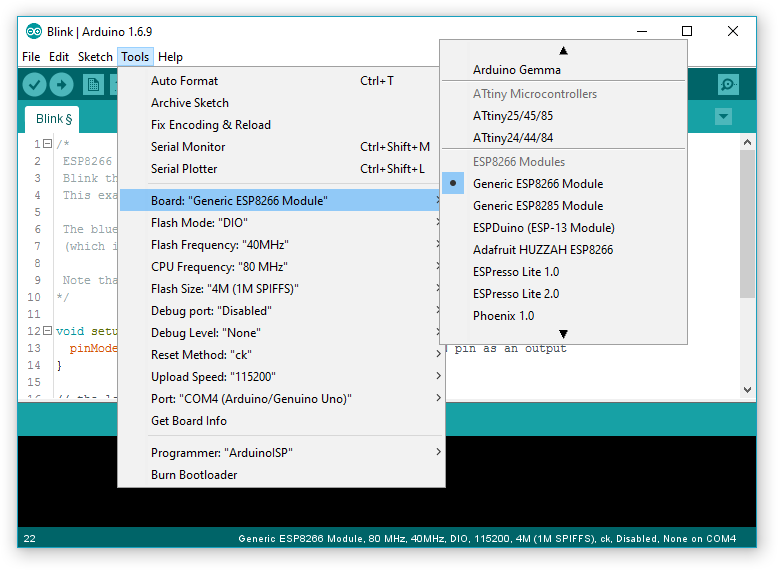 Blink | Arduino 1.6.9
File Edit Sketch Tools Help
Blink §
1 /*
2 ESP8266
3 Blink th
4 This exa
5
6 The blue
7 (which i
8
9 Note tha
10 */
11
12 void setu
13 pinMode
14 }
15
Auto Format Ctrl+T
Archive Sketch
Fix Encoding & Reload
Serial Monitor Ctrl+Shift+M
Serial Plotter Ctrl+Shift+L
Board: "Generic ESP8266 Module"
Flash Mode: "DIO"
Flash Frequency: "40MHz"
CPU Frequency: "80 MHz"
Flash Size: "4M (1M SPIFFS)"
Debug port: "Disabled"
Debug Level: "None"
Reset Method: "ck"
Upload Speed: "115200"
Port: "COM4 (Arduino/Genuino Uno)"
Get Board Info
Programmer: "ArduinoISP"
Burn Bootloader
Arduino Gemma
ATtiny Microcontrollers
ATtiny25/45/85
ATtiny24/44/84
ESP8266 Modules
Generic ESP8266 Module
Generic ESP8285 Module
ESPDuino (ESP-13 Module)
Adafruit HUZZAH ESP8266
ESPresso Lite 1.0
ESPresso Lite 2.0
Phoenix 1.0
pin as an output
22 Generic ESP8266 Module, 80 MHz, 40MHz, DIO, 115200, 4M (1M SPIFFS), ck, Disabled, None on COM4